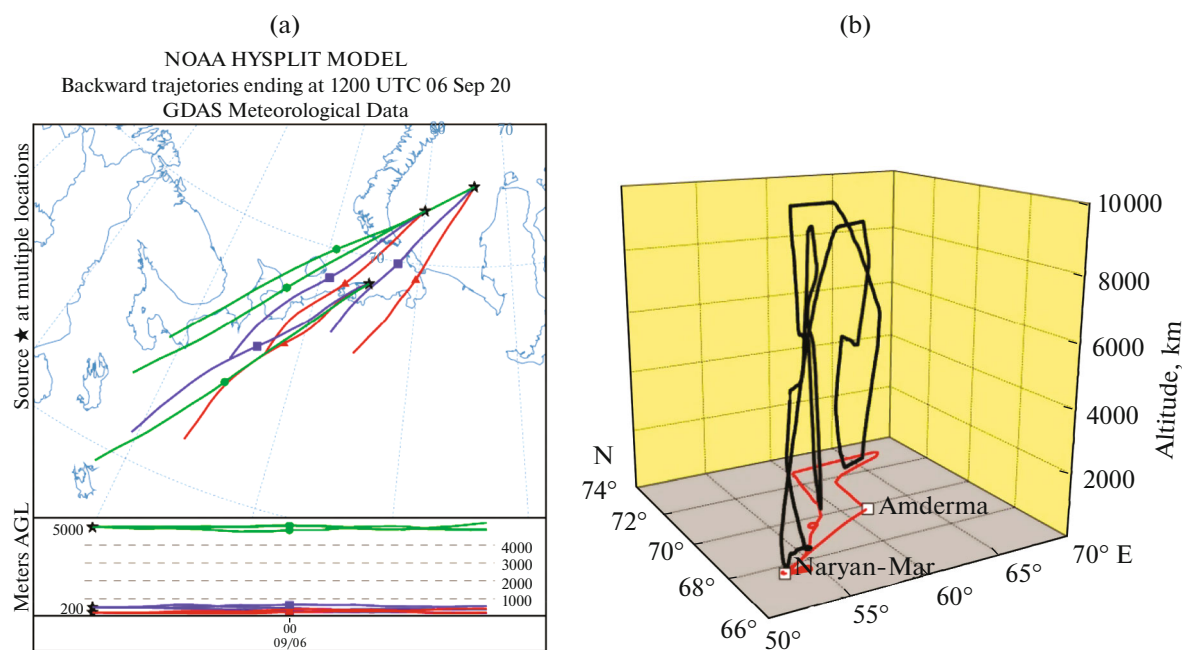 (a)
NOAA HYSPLIT MODEL
Backward trajetories ending at 1200 UTC 06 Sep 20
GDAS Meteorological Data
Source ★ at multiple locations
70
70
Meters AGL
5000
200
4000
3000
2000
1000
00
09/06
(b)
10000
8000
6000
4000
2000
Altitude, km
N
74°
72°
70°
68°
66°
50°
55°
60°
65°
70° E
Amderma
Naryan-Mar